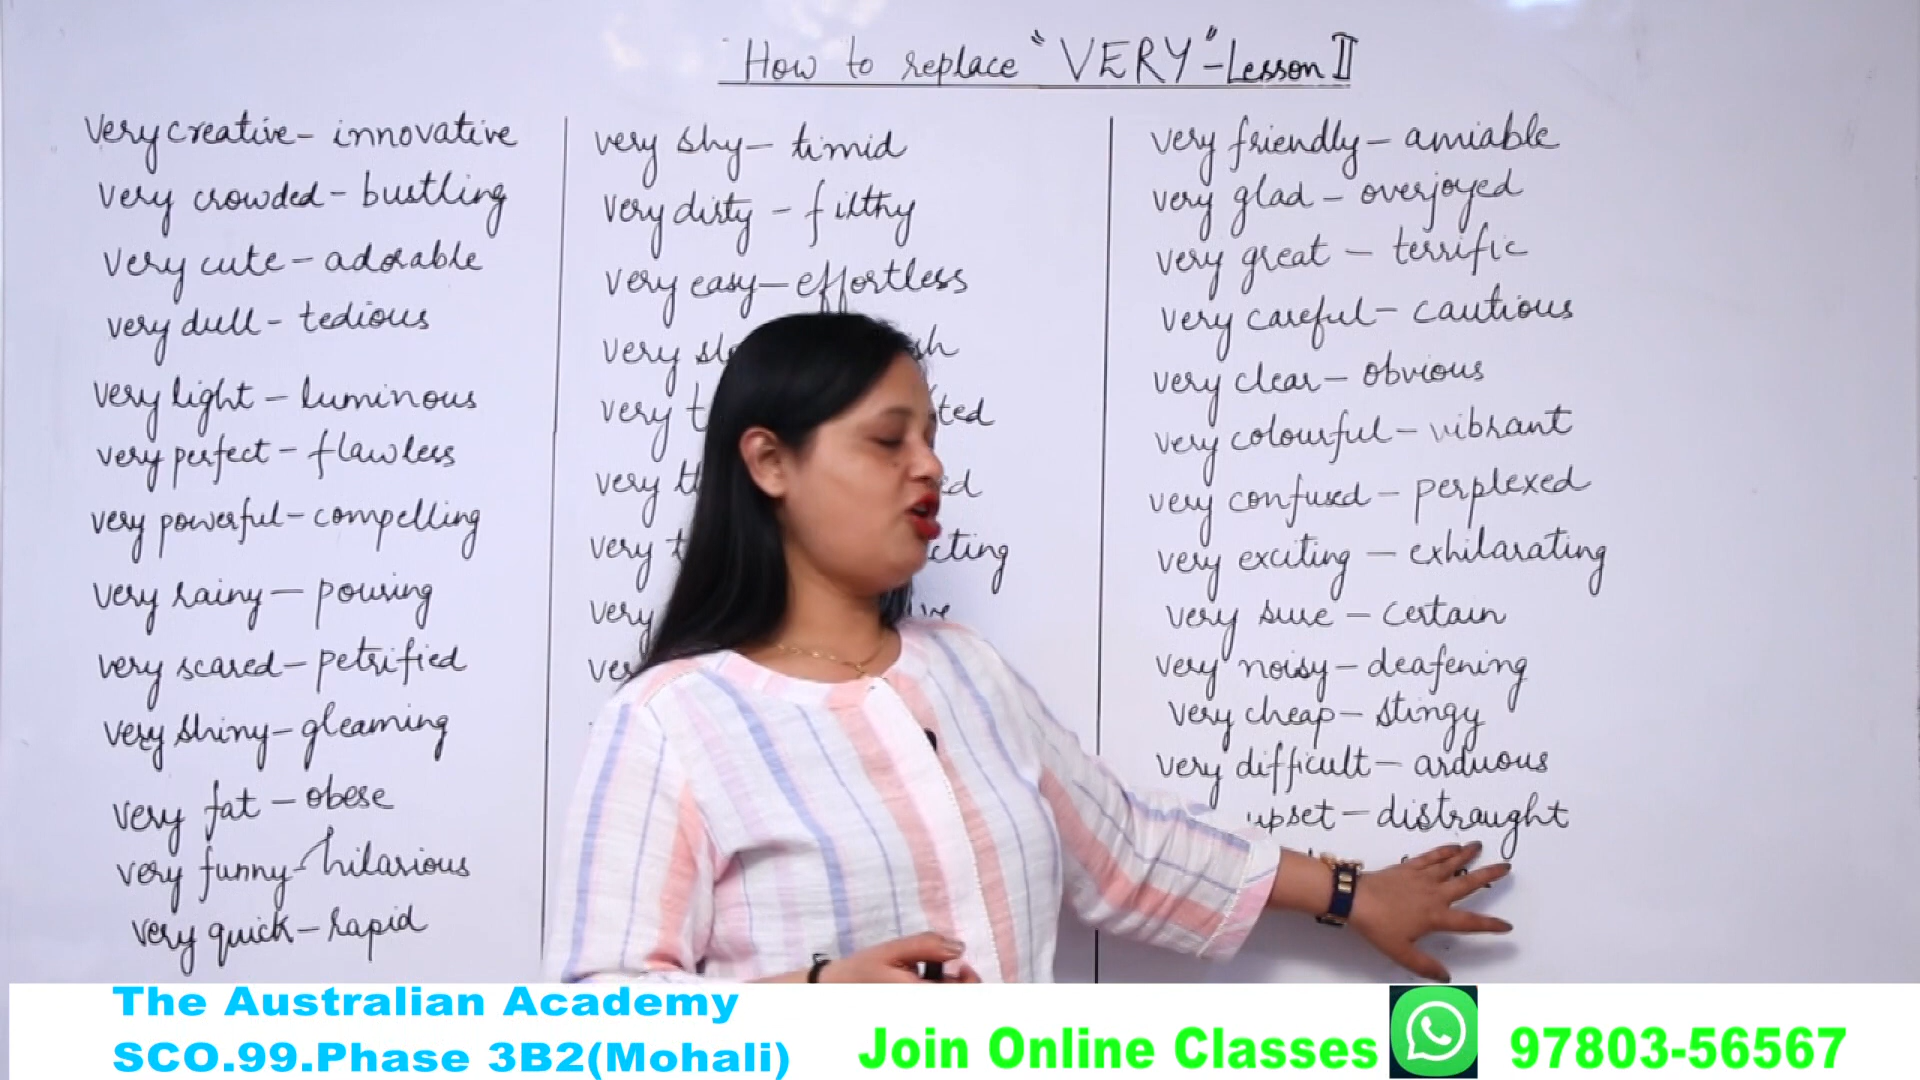 How to replace "VERY" - Lesson II
very creative - innovative
very crowded - bustling
very cute - adorable
very dull - tedious
very light - luminous
very perfect - flawless
very powerful - compelling
very rainy - pouring
very scared - petrified
very shiny - gleaming
very fat - obese
very funny - hilarious
very quick - rapid
very shy - timid
very dirty - filthy
very easy - effortless
very
very
very
very
very
very friendly - amiable
very glad - overjoyed
very great - terrific
very careful - cautious
very clear - obvious
very colourful - vibrant
very confused - perplexed
very exciting - exhilarating
very sure - certain
very noisy - deafening
very cheap - stingy
very difficult - arduous
upset - distraught
The Australian Academy
SCO.99.Phase 3B2(Mohali)
Join Online Classes 97803-56567